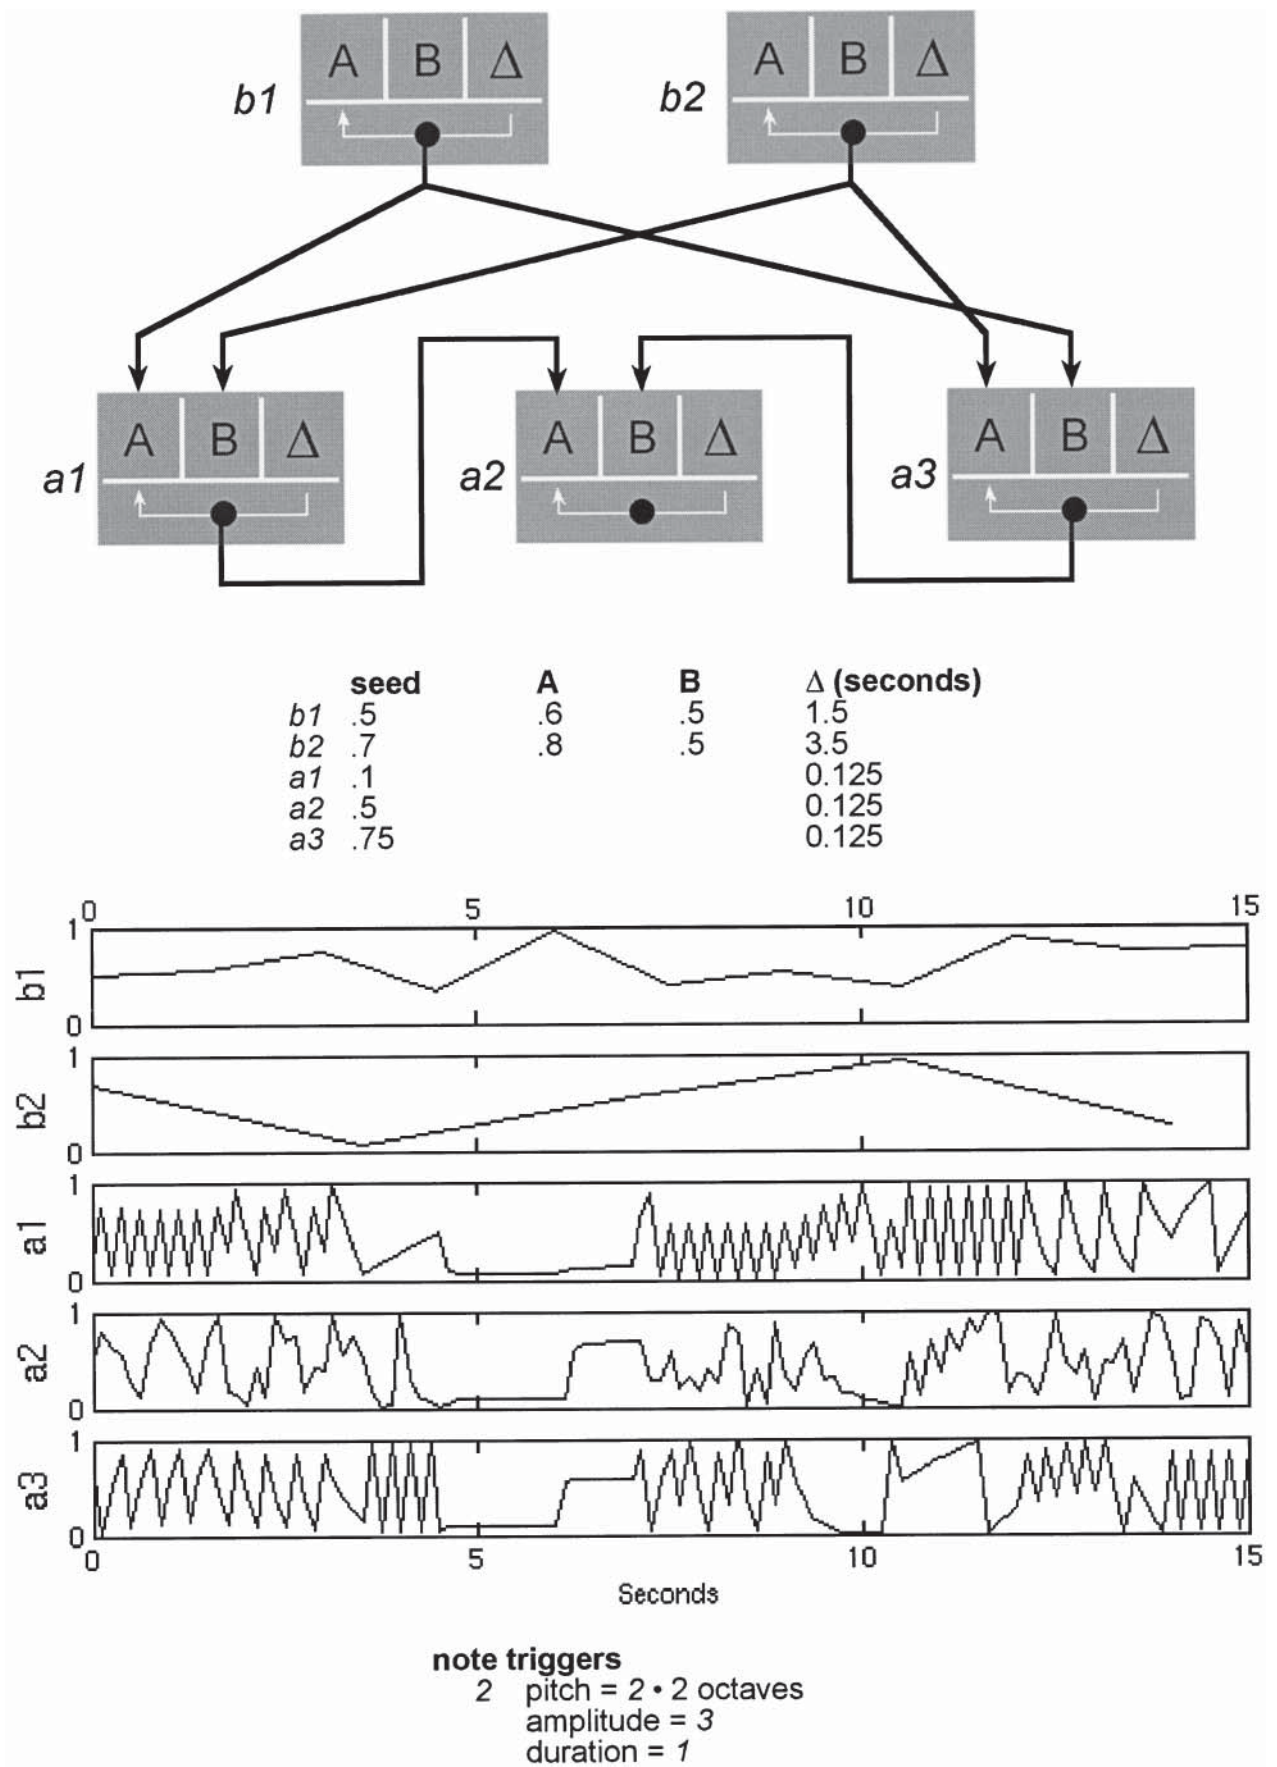 A B Δ
b1
A B Δ
b2
A B Δ
a1
A B Δ
a2
A B Δ
a3
seed A B Δ (seconds)
b1 .5 .6 .5 1.5
b2 .7 .8 .5 3.5
a1 .1 0.125
a2 .5 0.125
a3 .75 0.125
0 5 10 15
1
b1
0
1
b2
0
1
a1
0
1
a2
0
1
a3
0
0 5 10 15
Seconds
note triggers
2 pitch = 2 • 2 octaves
amplitude = 3
duration = 1